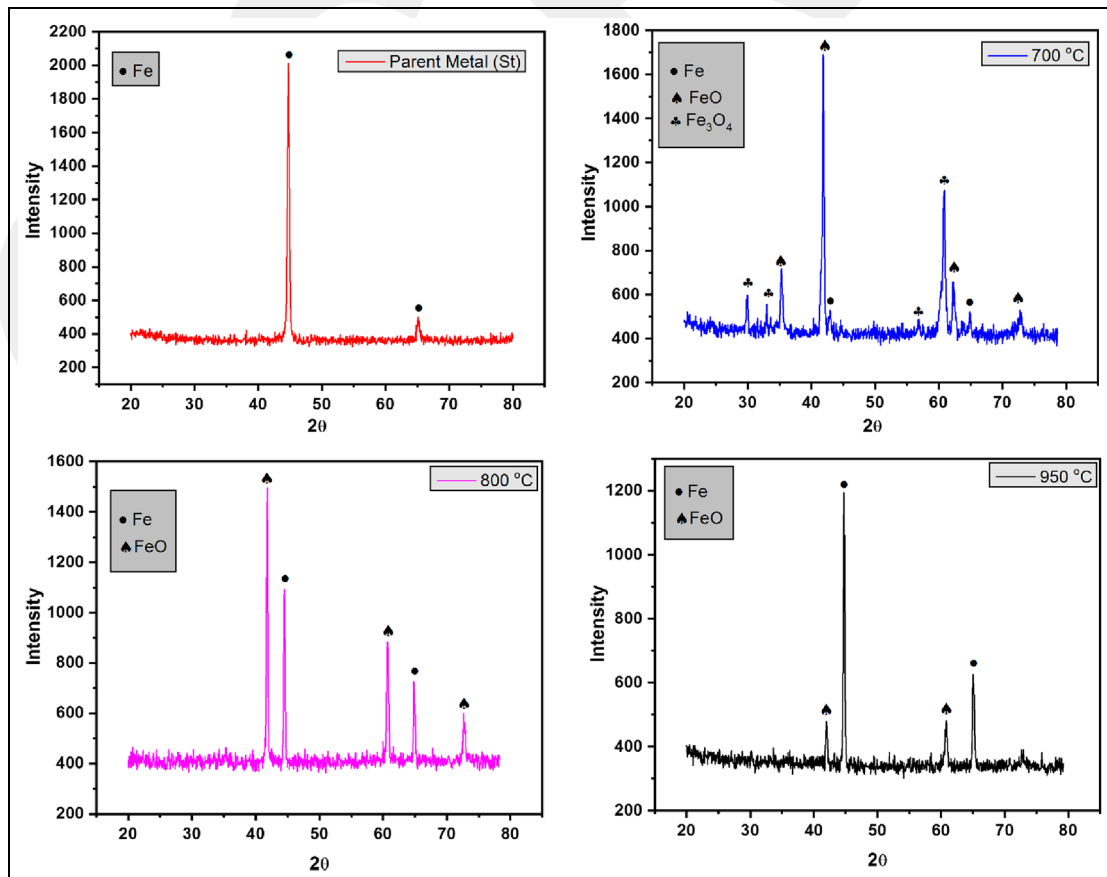 2200
2000
1800
1600
1400
1200
1000
800
600
400
200
Intensity
● Fe
● Parent Metal (St)
●
20 30 40 50 60 70 80
2θ
1800
1600
1400
1200
1000
800
600
400
200
Intensity
♠ 700 °C
● Fe
♠ FeO
♣ Fe₃O₄
♣ ♣ ♠ ● ♣ ♣ ♠ ● ♠
20 30 40 50 60 70 80
2θ
1600
1400
1200
1000
800
600
400
200
Intensity
♠ 800 °C
● Fe
♠ FeO
● ♠ ● ♠
20 30 40 50 60 70 80
2θ
1200
1000
800
600
400
200
Intensity
● 950 °C
● Fe
♠ FeO
♠ ♠ ●
20 30 40 50 60 70 80
2θ